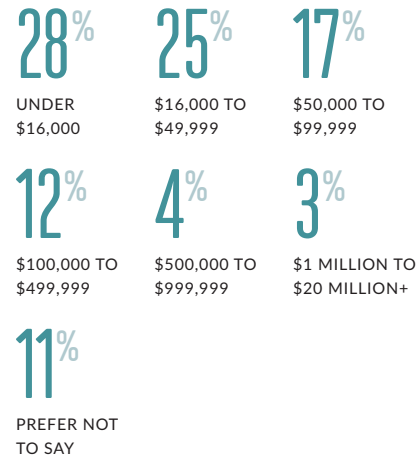 28% 25% 17%
UNDER $16,000 TO $50,000 TO
$16,000 $49,999 $99,999
12% 4% 3%
$100,000 TO $500,000 TO $1 MILLION TO
$499,999 $999,999 $20 MILLION+
11%
PREFER NOT
TO SAY